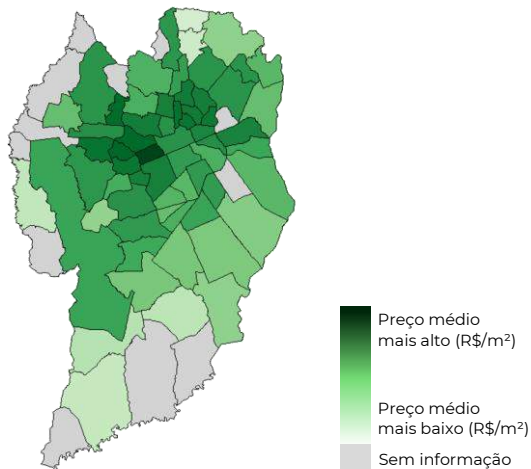 Preço médio
mais alto (R$/m²)
Preço médio
mais baixo (R$/m²)
Sem informação